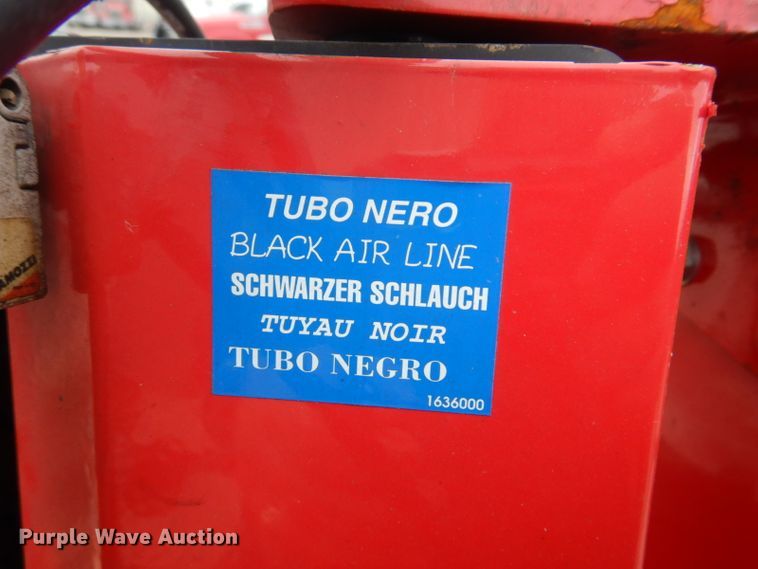 TUBO NERO
BLACK AIR LINE
SCHWARZER SCHLAUCH
TUYAU NOIR
TUBO NEGRO
1636000
Purple Wave Auction